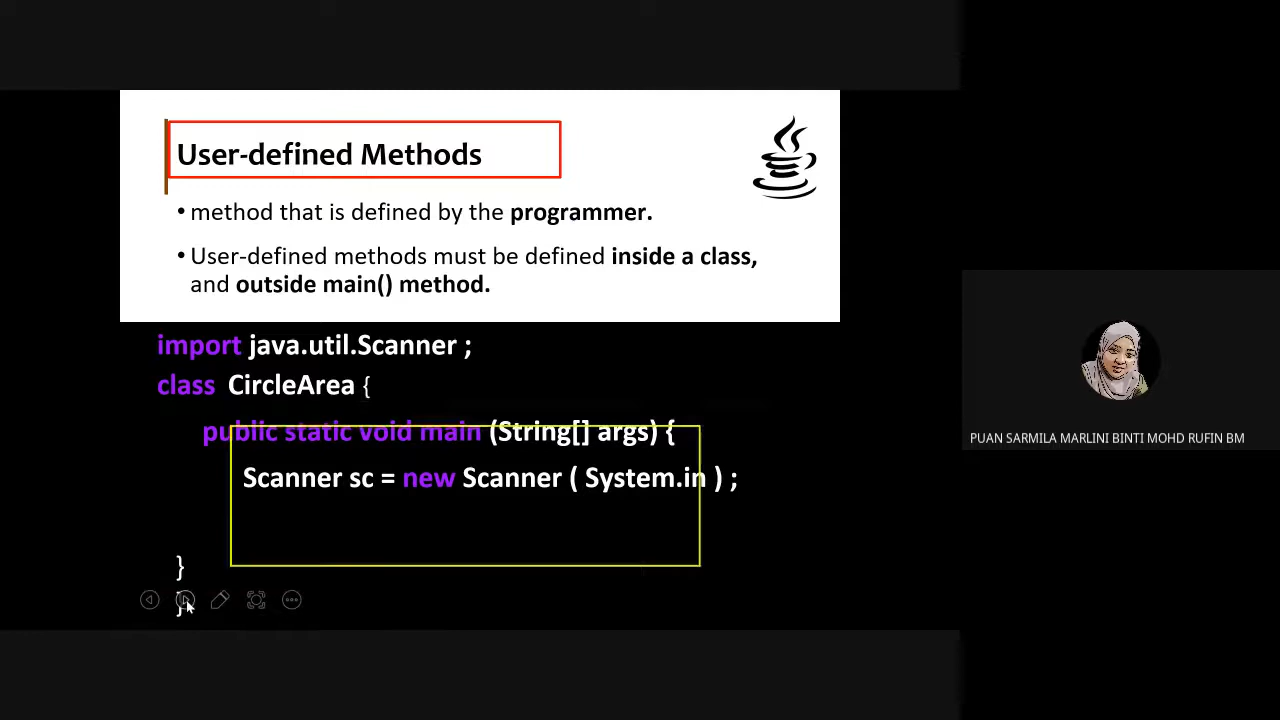 User-defined Methods
• method that is defined by the programmer.
• User-defined methods must be defined inside a class,
and outside main() method.
import java.util.Scanner ;
class CircleArea {
public static void main (String[] args) {
Scanner sc = new Scanner ( System.in ) ;
}
}
PUAN SARMILA MARLINI BINTI MOHD RUFIN BM